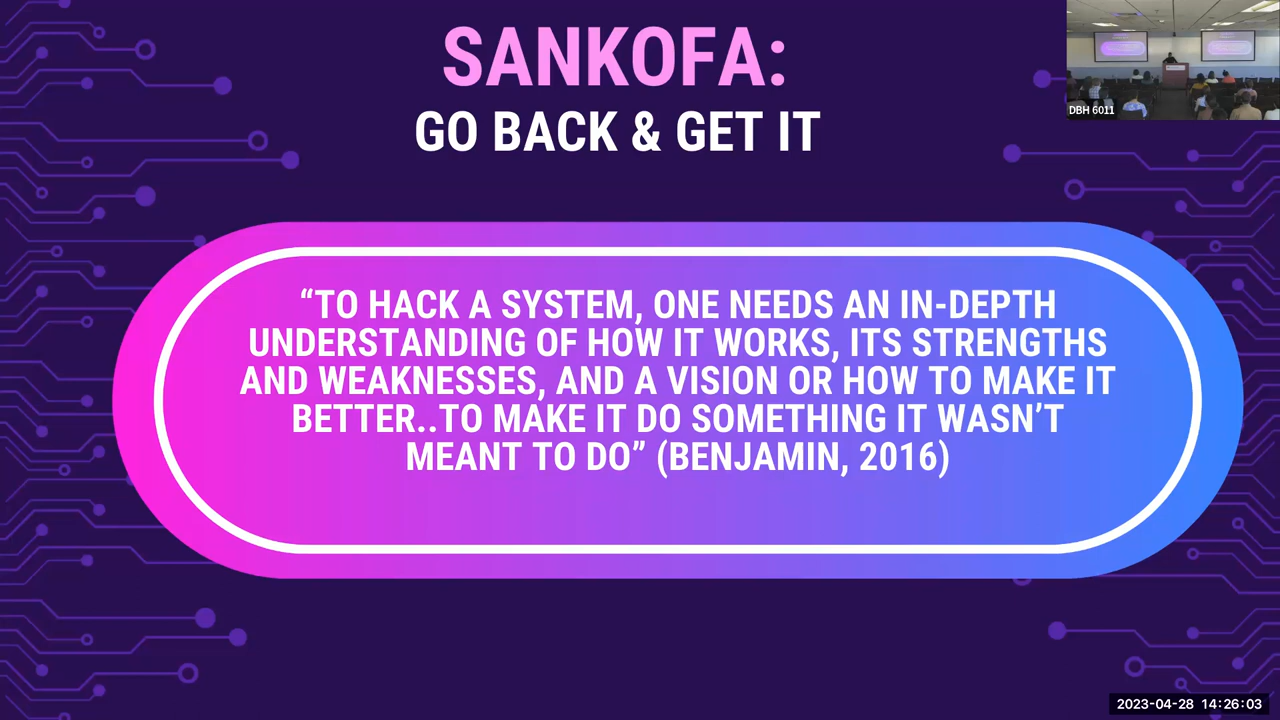 SANKOFA:
GO BACK & GET IT
DBH 6011
“TO HACK A SYSTEM, ONE NEEDS AN IN-DEPTH
UNDERSTANDING OF HOW IT WORKS, ITS STRENGTHS
AND WEAKNESSES, AND A VISION OR HOW TO MAKE IT
BETTER..TO MAKE IT DO SOMETHING IT WASN’T
MEANT TO DO” (BENJAMIN, 2016)
2023-04-28 14:26:03